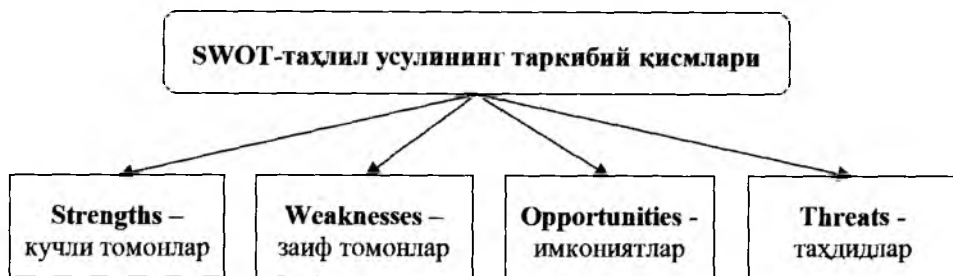 SWOT-таҳлил усулининг таркибий қисмлари
Strengths –
кучли томонлар
Weaknesses –
заиф томонлар
Opportunities -
имкониятлар
Threats -
таҳдидлар